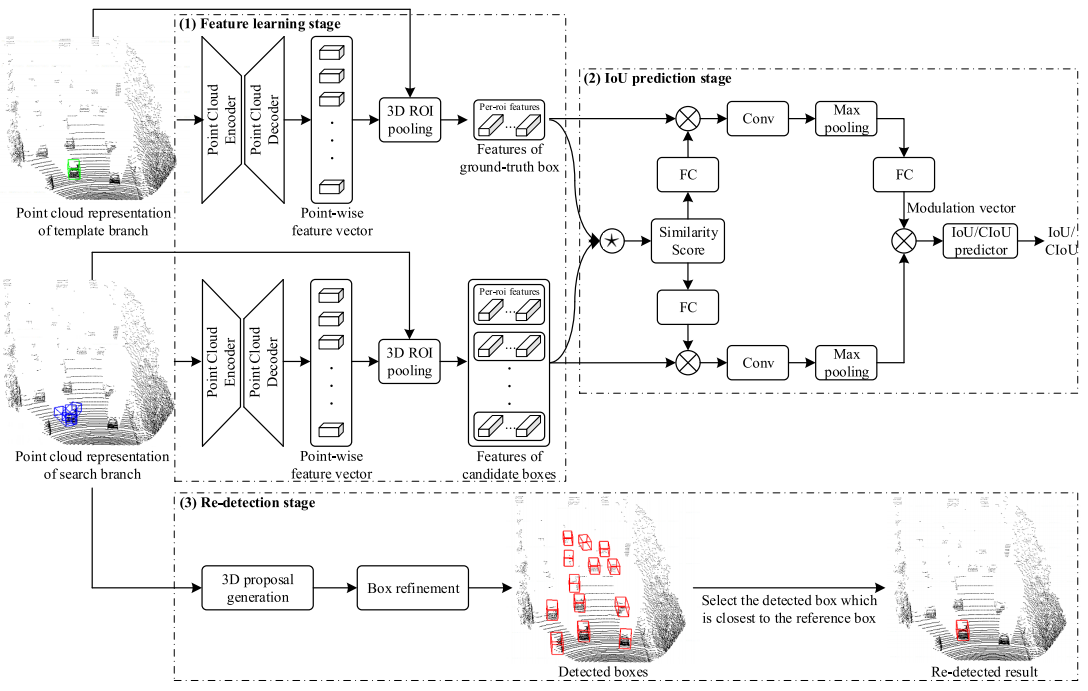 (1) Feature learning stage
Point Cloud
Encoder
Point Cloud
Decoder
3D ROI
pooling
Per-roi features
...
Features of
ground-truth box
Point-wise
feature vector
Point cloud representation
of template branch
(2) IoU prediction stage
Conv
Max
pooling
FC
FC
Modulation vector
Similarity
Score
IoU/CIoU
predictor
IoU/
CIoU
FC
Conv
Max
pooling
Point Cloud
Encoder
Point Cloud
Decoder
3D ROI
pooling
Per-roi features
...
...
...
Point-wise
feature vector
Features of
candidate boxes
Point cloud representation
of search branch
(3) Re-detection stage
3D proposal
generation
Box refinement
Detected boxes
Select the detected box which
is closest to the reference box
Re-detected result